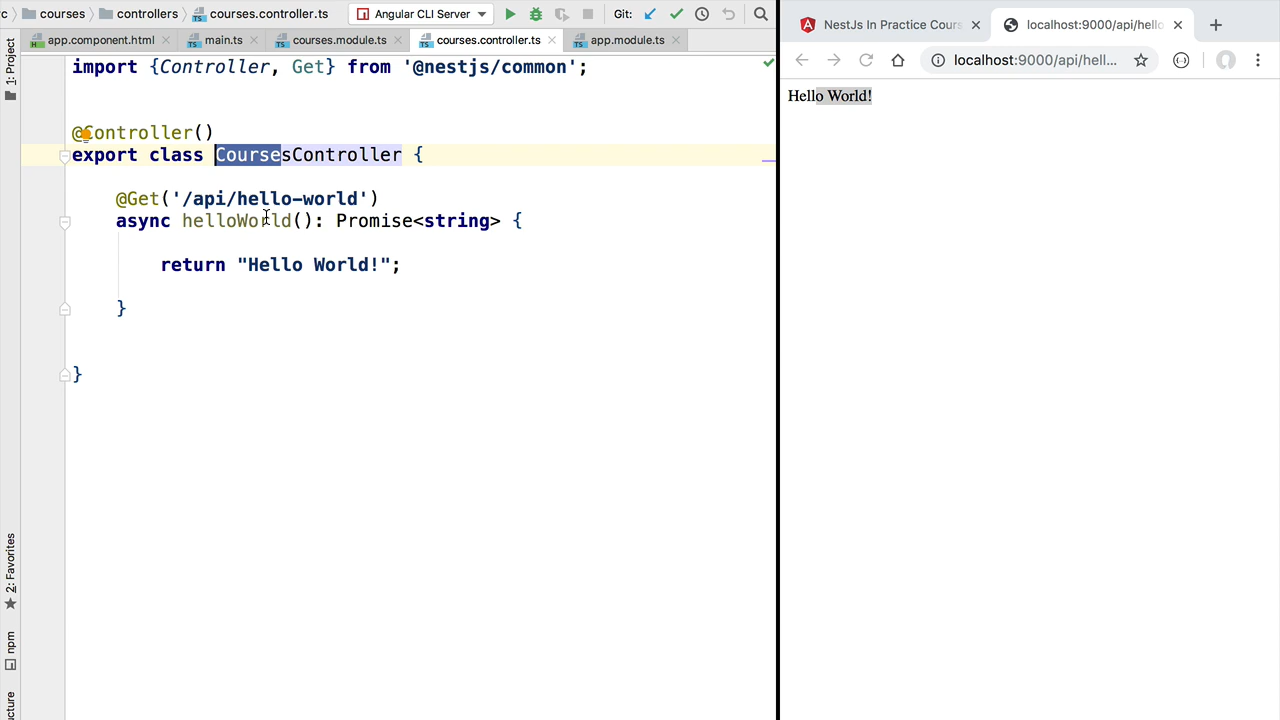 rc courses controllers courses.controller.ts Angular CLI Server Git:
app.component.html main.ts courses.module.ts courses.controller.ts app.module.ts
1: Project
2: Favorites
npm
NestJs In Practice Cours
localhost:9000/api/hello
localhost:9000/api/hell...
Hello World!
import {Controller, Get} from '@nestjs/common';
@Controller()
export class CoursesController {
@Get('/api/hello-world')
async helloWorld(): Promise<string> {
return "Hello World!";
}
}